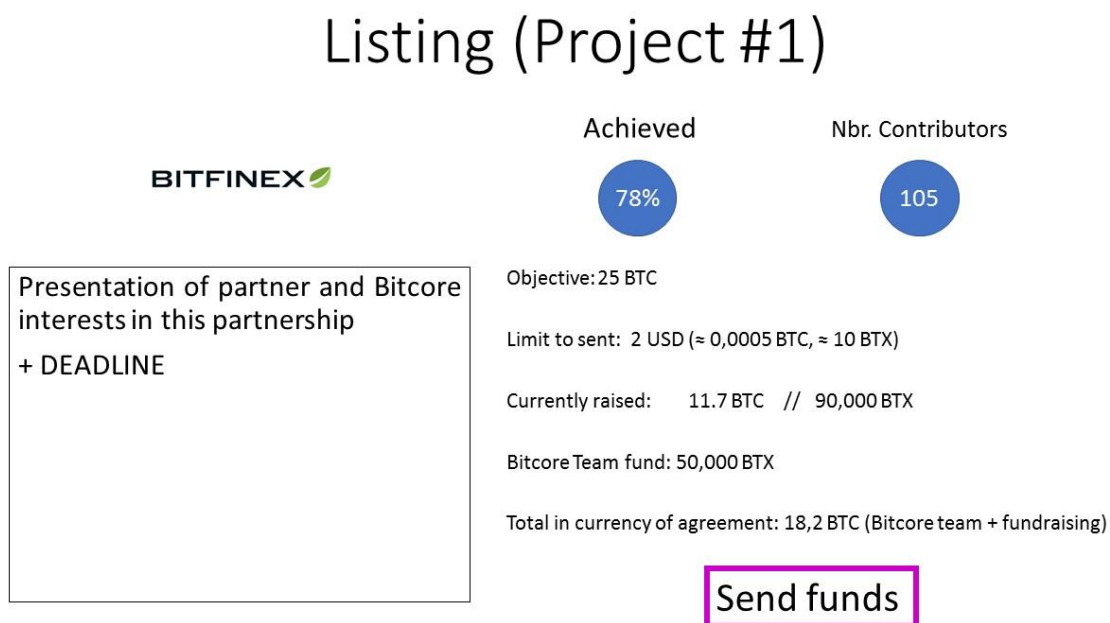 Listing (Project #1)
BITFINEX
Achieved
78%
Nbr. Contributors
105
Presentation of partner and Bitcore
interests in this partnership
+ DEADLINE
Objective: 25 BTC
Limit to sent: 2 USD (≈ 0,0005 BTC, ≈ 10 BTX)
Currently raised: 11.7 BTC // 90,000 BTX
Bitcore Team fund: 50,000 BTX
Total in currency of agreement: 18,2 BTC (Bitcore team + fundraising)
Send funds